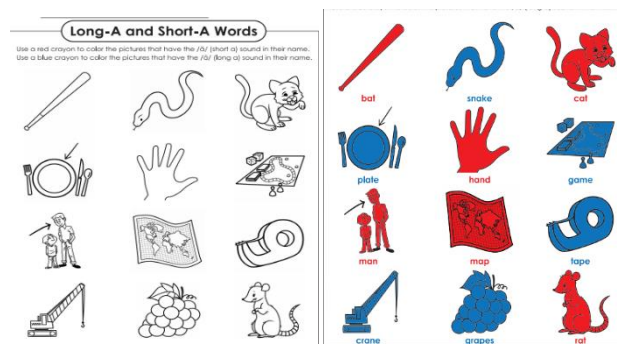 Long-A and Short-A Words
Use a red crayon to color the pictures that have the /ă/ (short a) sound in their name.
Use a blue crayon to color the pictures that have the /ā/ (long a) sound in their name.
bat snake cat
plate hand game
man map tape
crane grapes rat